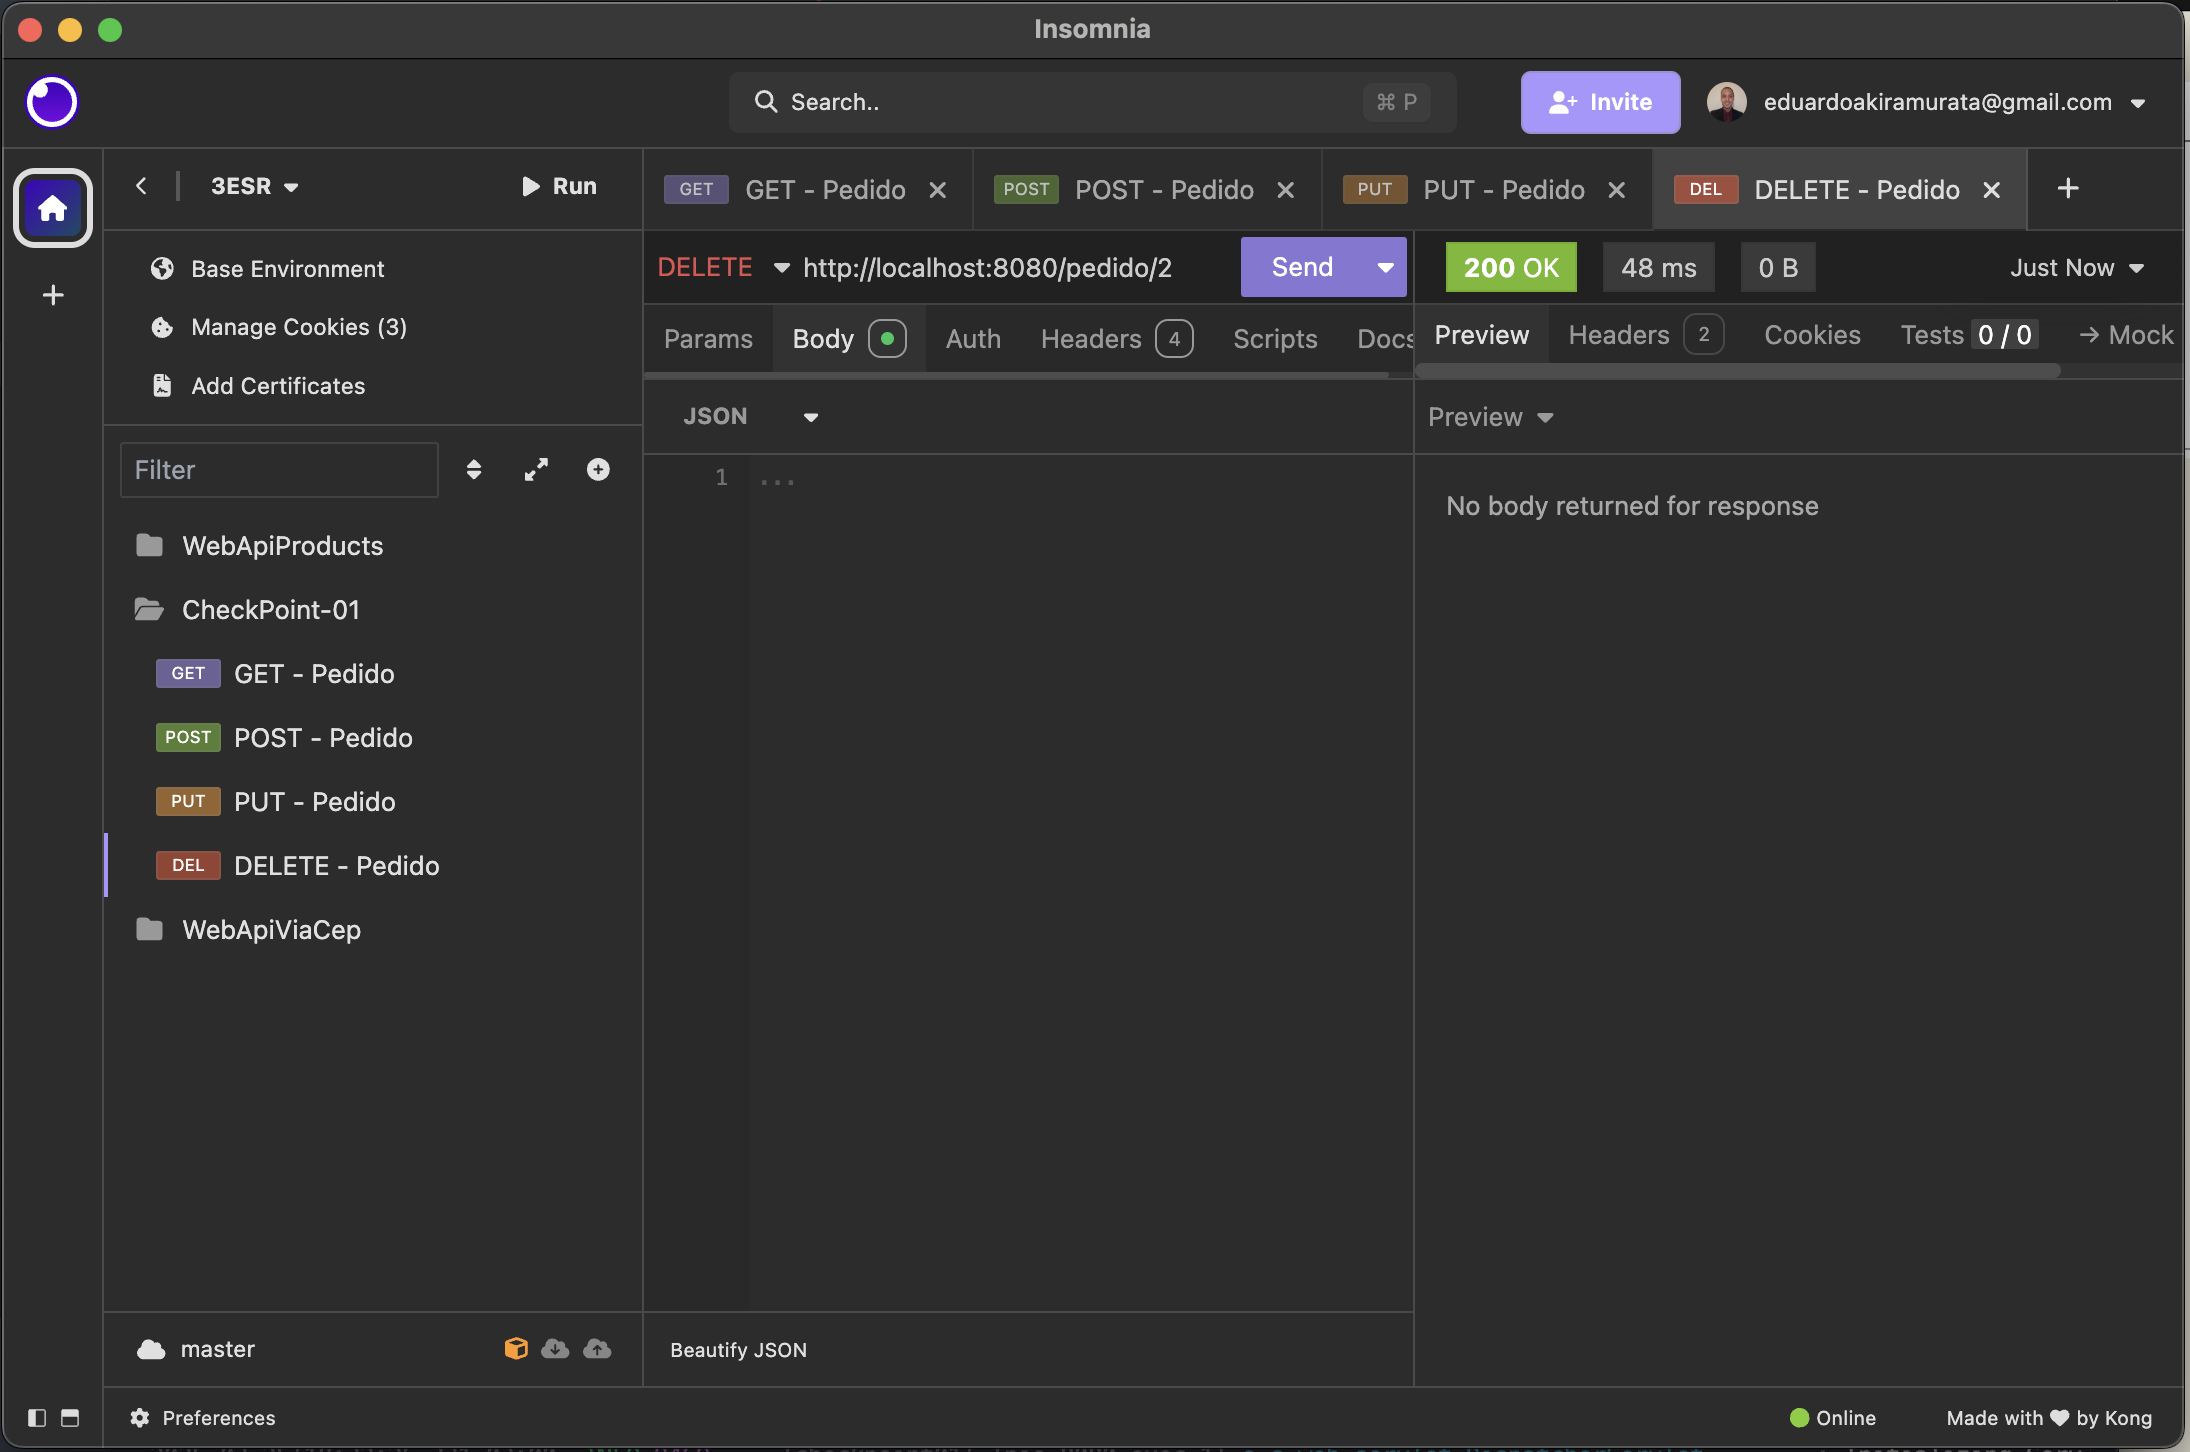 Insomnia
Search..
⌘ P
Invite
eduardoakiramurata@gmail.com
3ESR
Run
GET GET - Pedido
POST POST - Pedido
PUT PUT - Pedido
DEL DELETE - Pedido
Base Environment
Manage Cookies (3)
Add Certificates
DELETE http://localhost:8080/pedido/2
Send
200 OK
48 ms
0 B
Just Now
Params
Body
Auth
Headers 4
Scripts
Docs
Preview
Headers 2
Cookies
Tests 0 / 0
→ Mock
JSON
Preview
Filter
1 ...
No body returned for response
WebApiProducts
CheckPoint-01
GET GET - Pedido
POST POST - Pedido
PUT PUT - Pedido
DEL DELETE - Pedido
WebApiViaCep
master
Beautify JSON
Preferences
Online
Made with ♥ by Kong